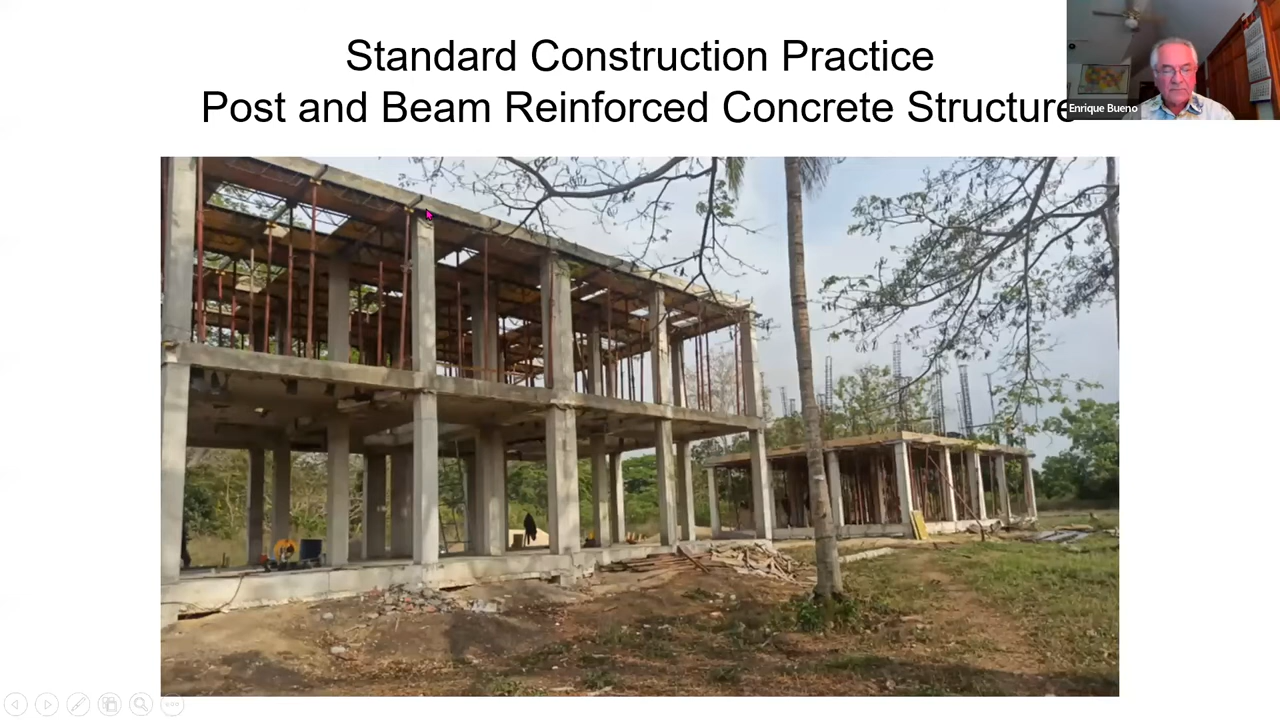 Standard Construction Practice
Post and Beam Reinforced Concrete Structure
Enrique Bueno